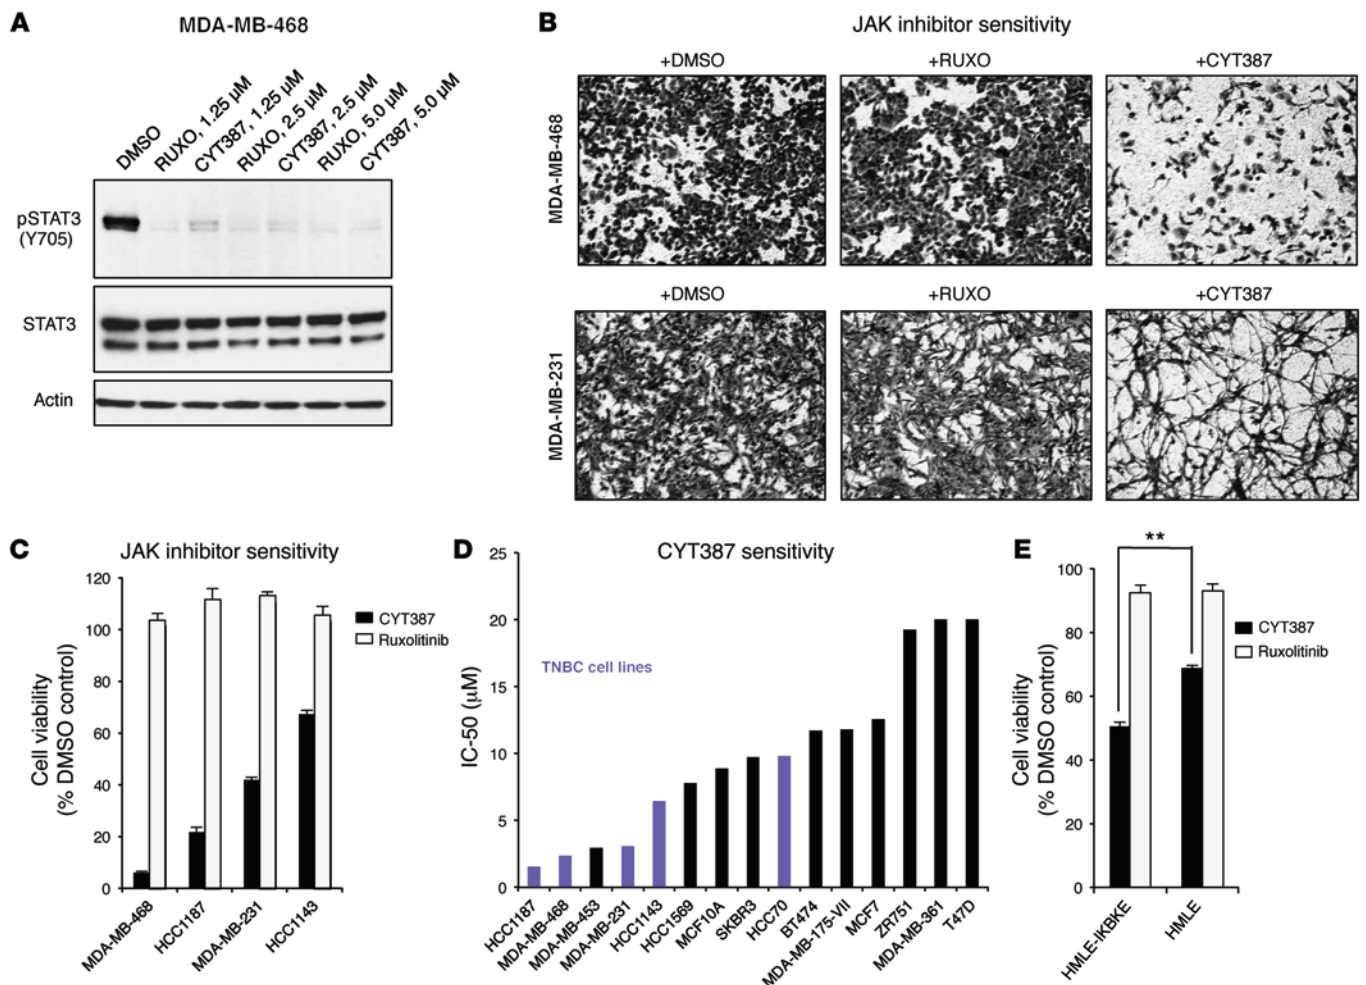 A
MDA-MB-468
DMSO
RUXO, 1.25 μM
CYT387, 1.25 μM
RUXO, 2.5 μM
CYT387, 2.5 μM
RUXO, 5.0 μM
CYT387, 5.0 μM
pSTAT3
(Y705)
STAT3
Actin
B
JAK inhibitor sensitivity
+DMSO
+RUXO
+CYT387
MDA-MB-468
+DMSO
+RUXO
+CYT387
MDA-MB-231
C
JAK inhibitor sensitivity
Cell viability
(% DMSO control)
120
100
80
60
40
20
0
CYT387
Ruxolitinib
MDA-MB-468
HCC1187
MDA-MB-231
HCC1143
D
CYT387 sensitivity
IC-50 (μM)
25
20
15
10
5
0
TNBC cell lines
HCC1187
MDA-MB-468
MDA-MB-453
MDA-MB-231
HCC1143
HCC1569
MCF10A
SKBR3
HCC70
BT474
MDA-MB-175-VII
MCF7
ZR751
MDA-MB-361
T47D
E
**
Cell viability
(% DMSO control)
100
80
60
40
20
0
CYT387
Ruxolitinib
HMLE-IKBKE
HMLE